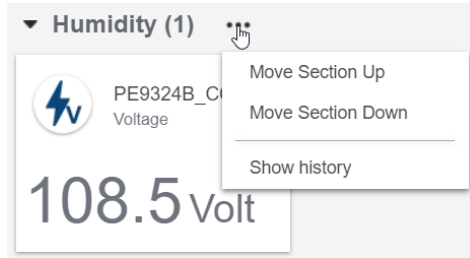 Humidity (1) •••
Move Section Up
PE9324B_C
Voltage
Move Section Down
Show history
108.5 Volt